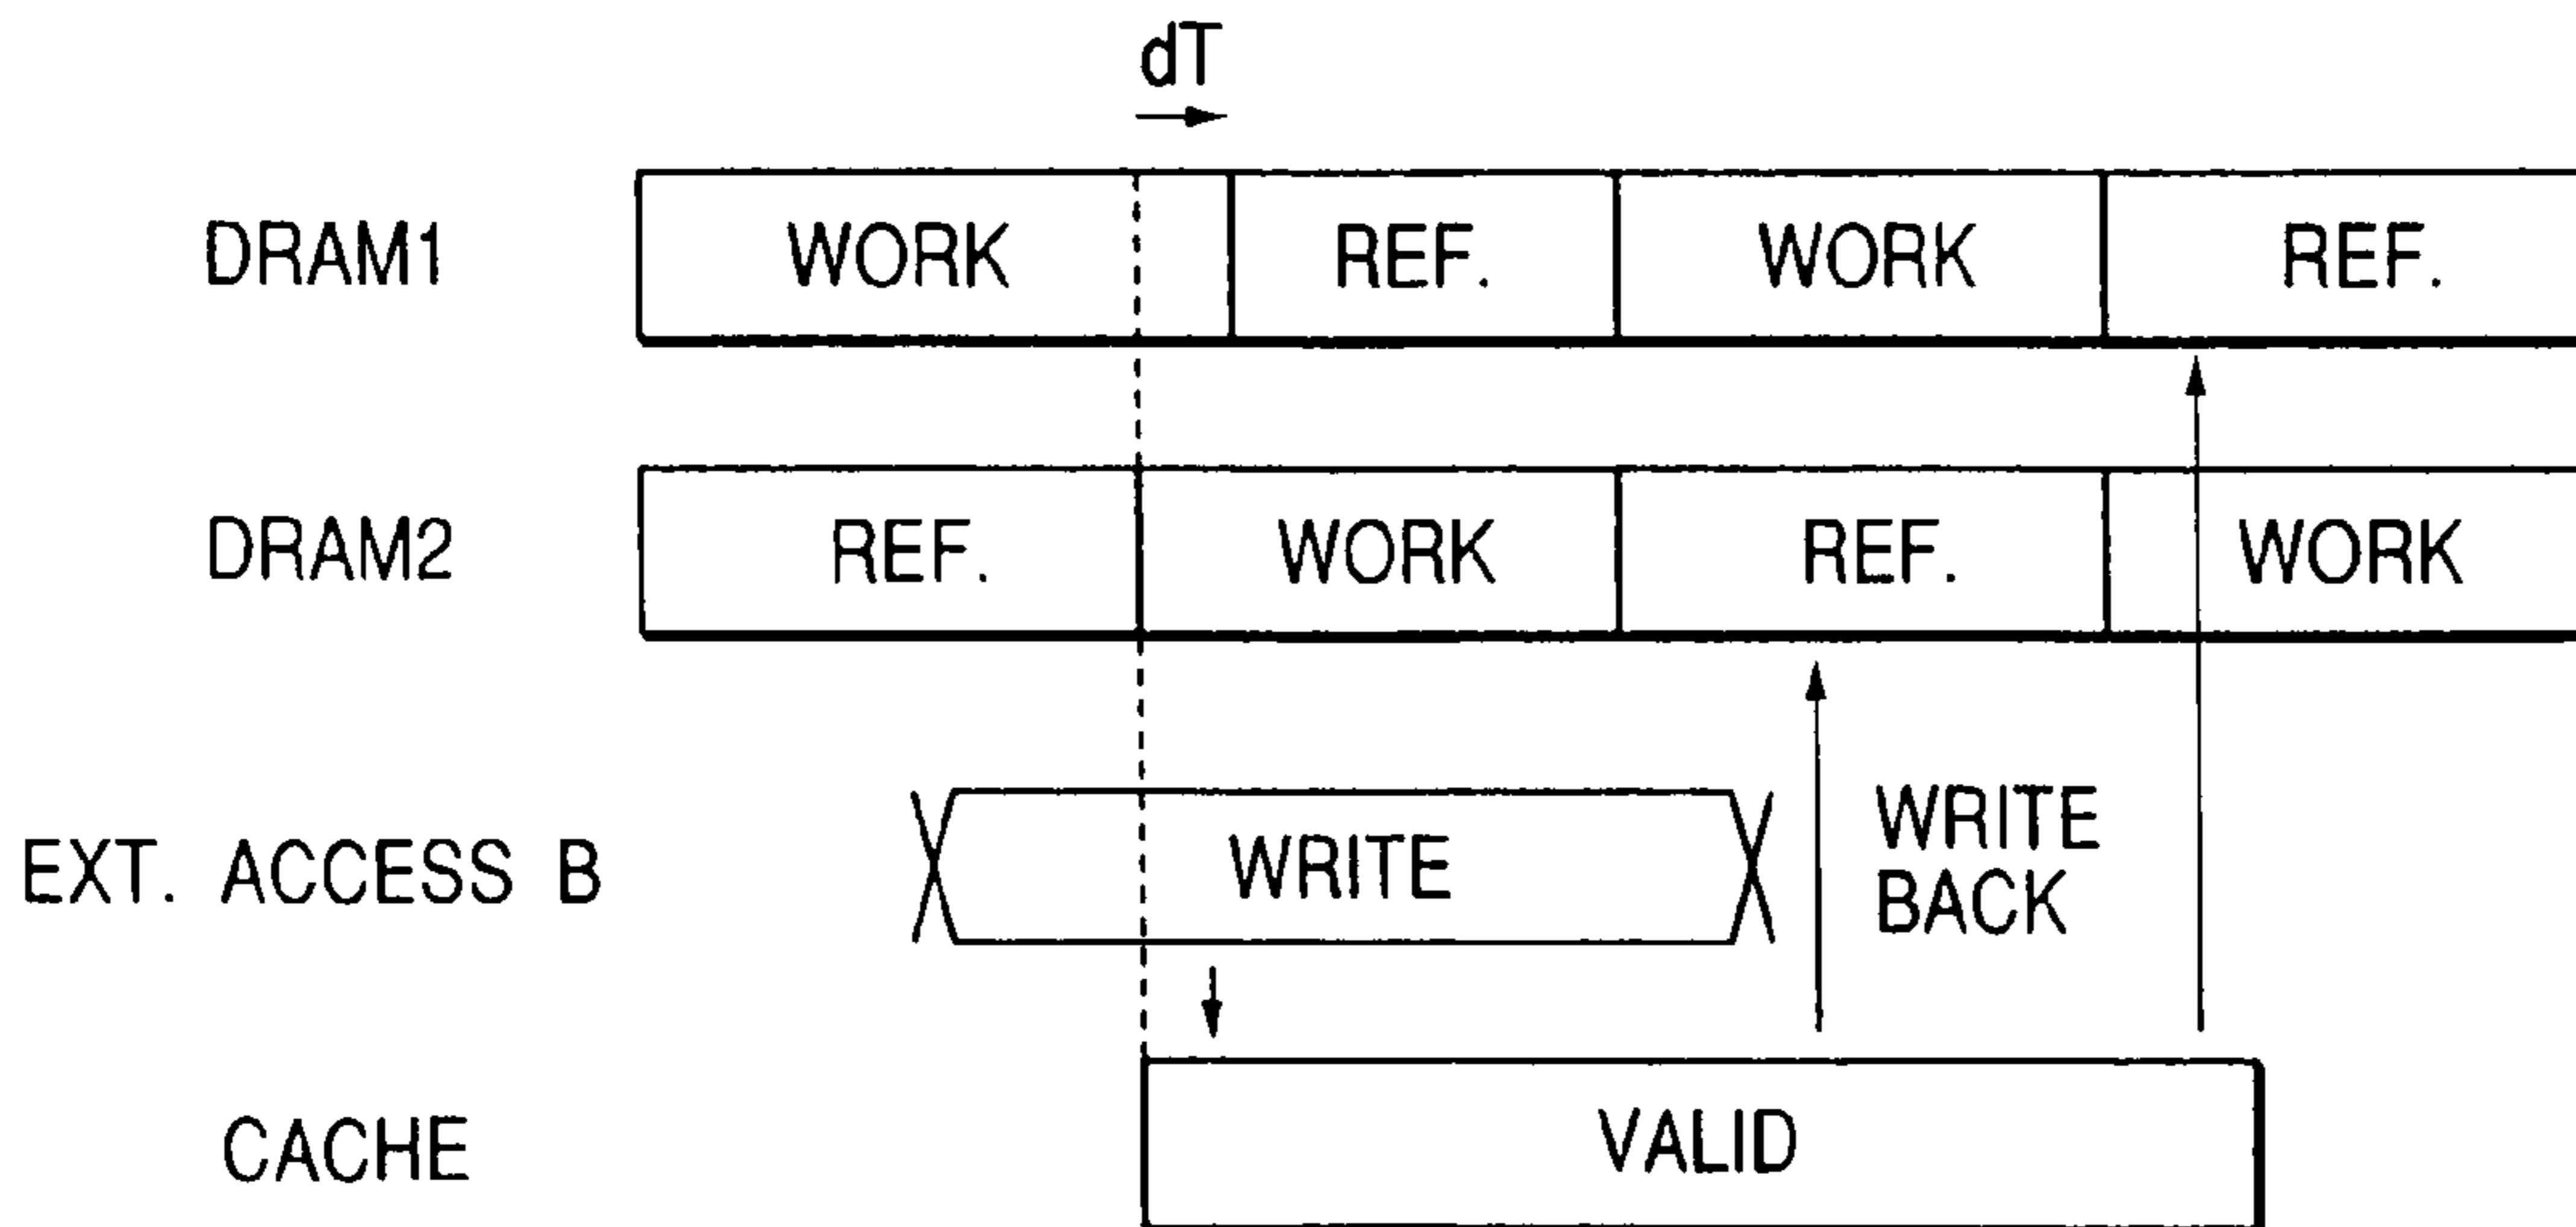 dT
DRAM1 WORK REF. WORK REF.
DRAM2 REF. WORK REF. WORK
EXT. ACCESS B WRITE WRITE
BACK
CACHE VALID